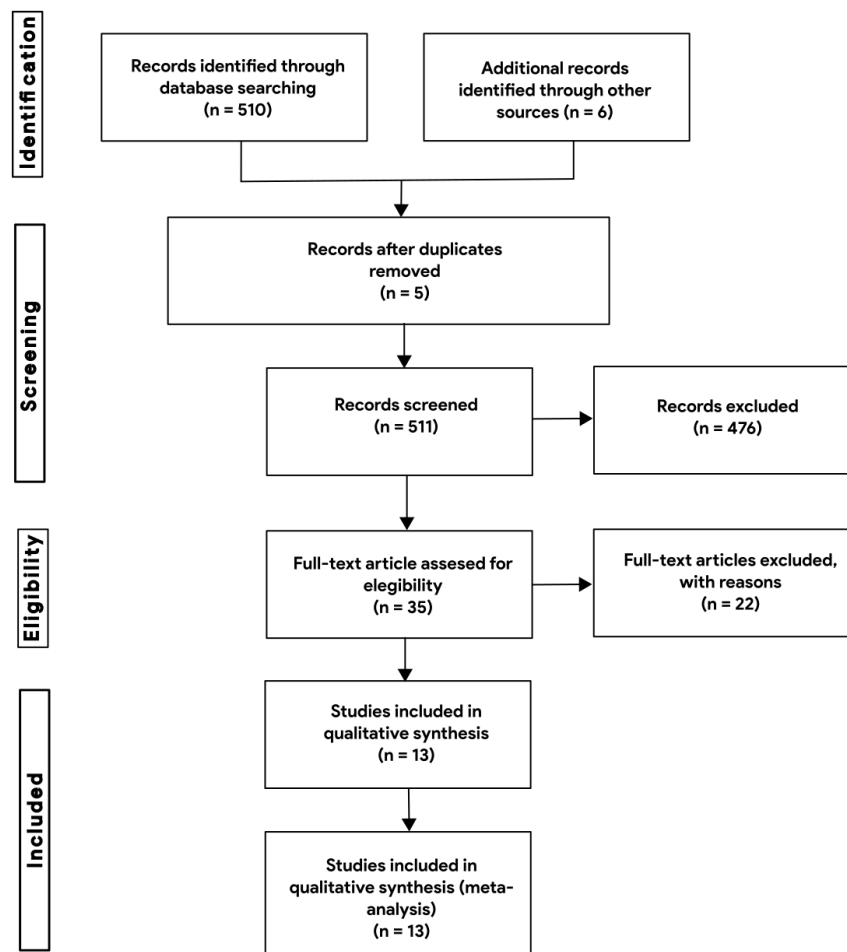 Identification
Records identified through
database searching
(n = 510)
Additional records
identified through other
sources (n = 6)
Screening
Records after duplicates
removed
(n = 5)
Records screened
(n = 511)
Records excluded
(n = 476)
Eligibility
Full-text article assesed for
elegibility
(n = 35)
Full-text articles excluded,
with reasons
(n = 22)
Included
Studies included in
qualitative synthesis
(n = 13)
Studies included in
qualitative synthesis (meta-
analysis)
(n = 13)